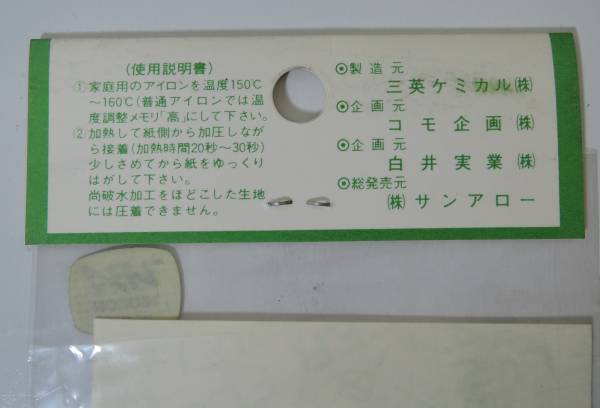 (使用説明書)
①家庭用のアイロンを温度150℃
～160℃(普通アイロンでは温
度調整メモリ「高」にして下さい。
②加熱して紙側から加圧しなが
ら接着(加熱時間20秒～30秒)
少しさめてから紙をゆっくり
はがして下さい。
尚破水加工をほどこした生地
には圧着できません。
◉製造元
三英ケミカル㈱
◉企画元
コモ企画㈱
◉企画元
白井実業㈱
◉総発売元
㈱サンアロー